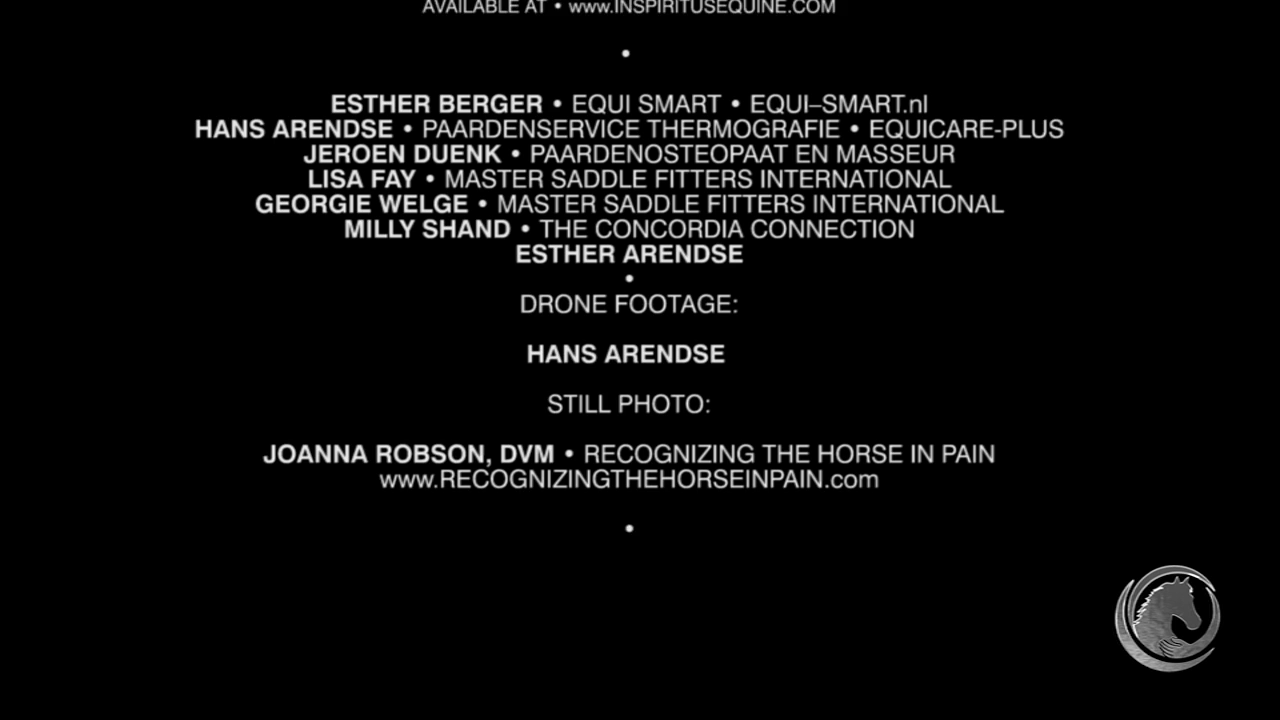 AVAILABLE AT • www.INSPIRITUSEQUINE.COM
•
ESTHER BERGER • EQUI SMART • EQUI–SMART.nl
HANS ARENDSE • PAARDENSERVICE THERMOGRAFIE • EQUICARE-PLUS
JEROEN DUENK • PAARDENOSTEOPAAT EN MASSEUR
LISA FAY • MASTER SADDLE FITTERS INTERNATIONAL
GEORGIE WELGE • MASTER SADDLE FITTERS INTERNATIONAL
MILLY SHAND • THE CONCORDIA CONNECTION
ESTHER ARENDSE
•
DRONE FOOTAGE:
HANS ARENDSE
STILL PHOTO:
JOANNA ROBSON, DVM • RECOGNIZING THE HORSE IN PAIN
www.RECOGNIZINGTHEHORSEINPAIN.com
•